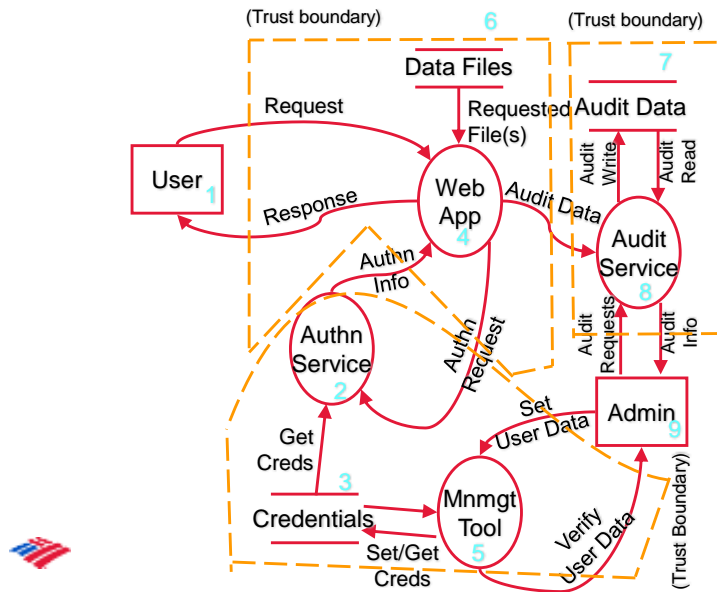 (Trust boundary)
6
(Trust boundary)
7
Data Files
Audit Data
Request
Requested
File(s)
Audit
Write
Audit
Read
User
1
Web
App
4
Response
Audit Data
Audit
Service
8
Authn
Info
Authn
Service
2
Authn
Request
Audit
Requests
Audit
Info
Set
User Data
Admin
9
Get
Creds
3
Credentials
Mnmgt
Tool
5
Set/Get
Creds
Verify
User Data
(Trust Boundary)